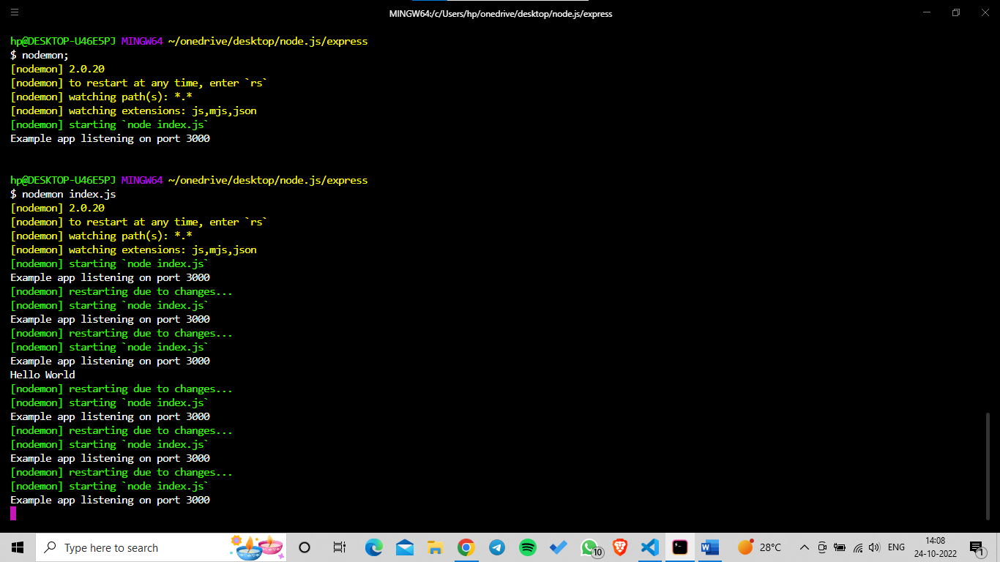 MINGW64:/c/Users/hp/onedrive/desktop/node.js/express
hp@DESKTOP-U46E5PJ MINGW64 ~/onedrive/desktop/node.js/express
$ nodemon;
[nodemon] 2.0.20
[nodemon] to restart at any time, enter `rs`
[nodemon] watching path(s): *.*
[nodemon] watching extensions: js,mjs,json
[nodemon] starting `node index.js`
Example app listening on port 3000
hp@DESKTOP-U46E5PJ MINGW64 ~/onedrive/desktop/node.js/express
$ nodemon index.js
[nodemon] 2.0.20
[nodemon] to restart at any time, enter `rs`
[nodemon] watching path(s): *.*
[nodemon] watching extensions: js,mjs,json
[nodemon] starting `node index.js`
Example app listening on port 3000
[nodemon] restarting due to changes...
[nodemon] starting `node index.js`
Example app listening on port 3000
[nodemon] restarting due to changes...
[nodemon] starting `node index.js`
Example app listening on port 3000
Hello World
[nodemon] restarting due to changes...
[nodemon] starting `node index.js`
Example app listening on port 3000
[nodemon] restarting due to changes...
[nodemon] starting `node index.js`
Example app listening on port 3000
[nodemon] restarting due to changes...
[nodemon] starting `node index.js`
Example app listening on port 3000
Type here to search
10
W
28°C
ENG
14:08
24-10-2022
1